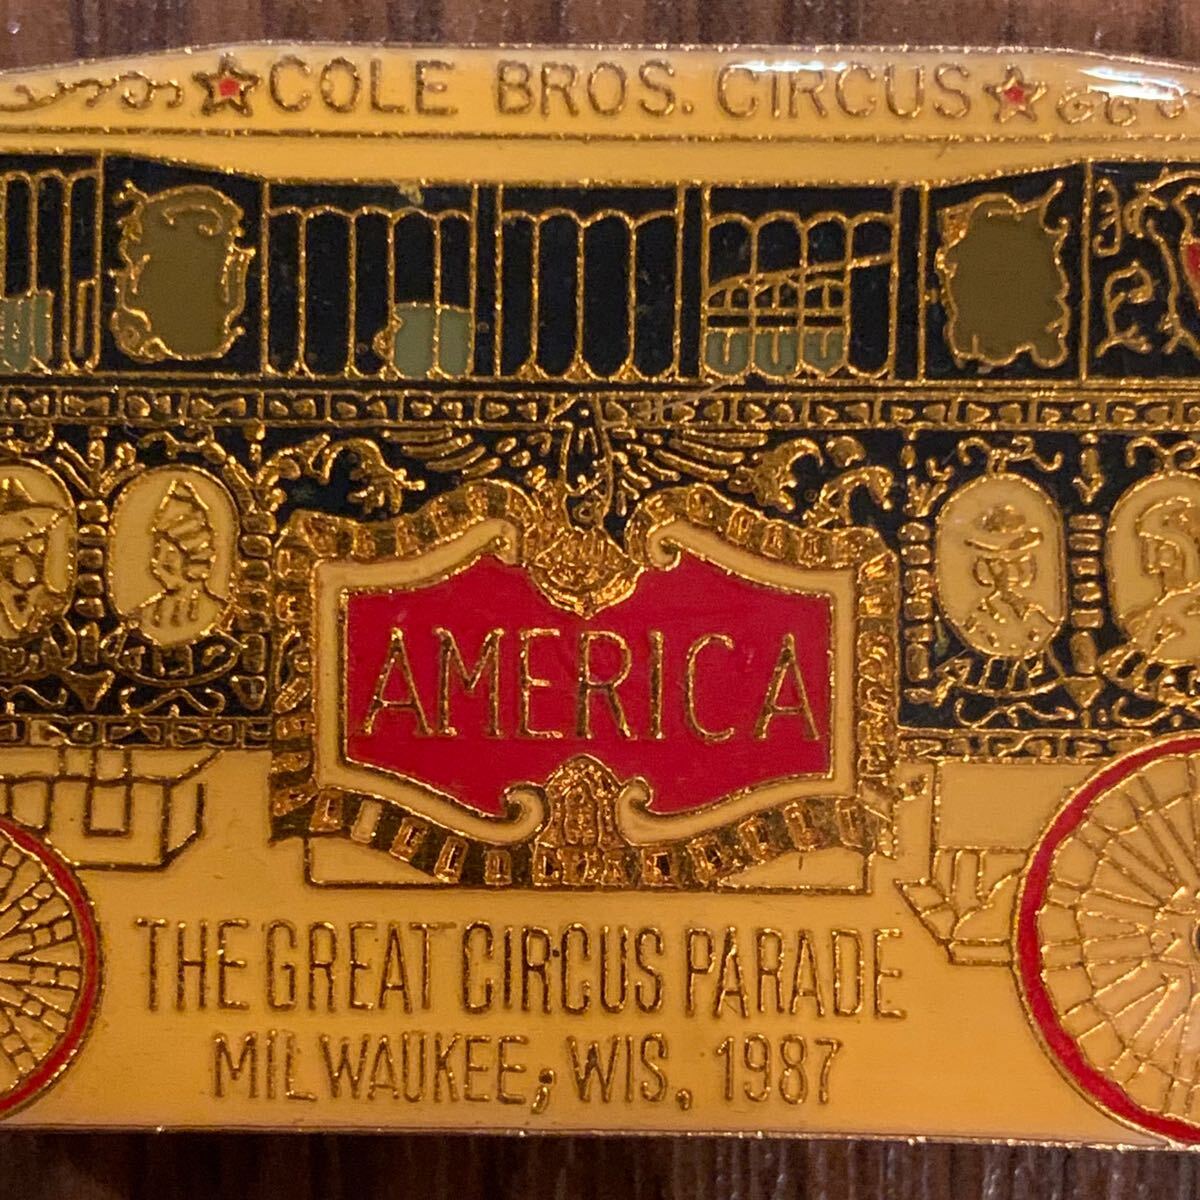 COLE BROS. CIRCUS
AMERICA
THE GREAT CIRCUS PARADE
MILWAUKEE, WIS. 1987